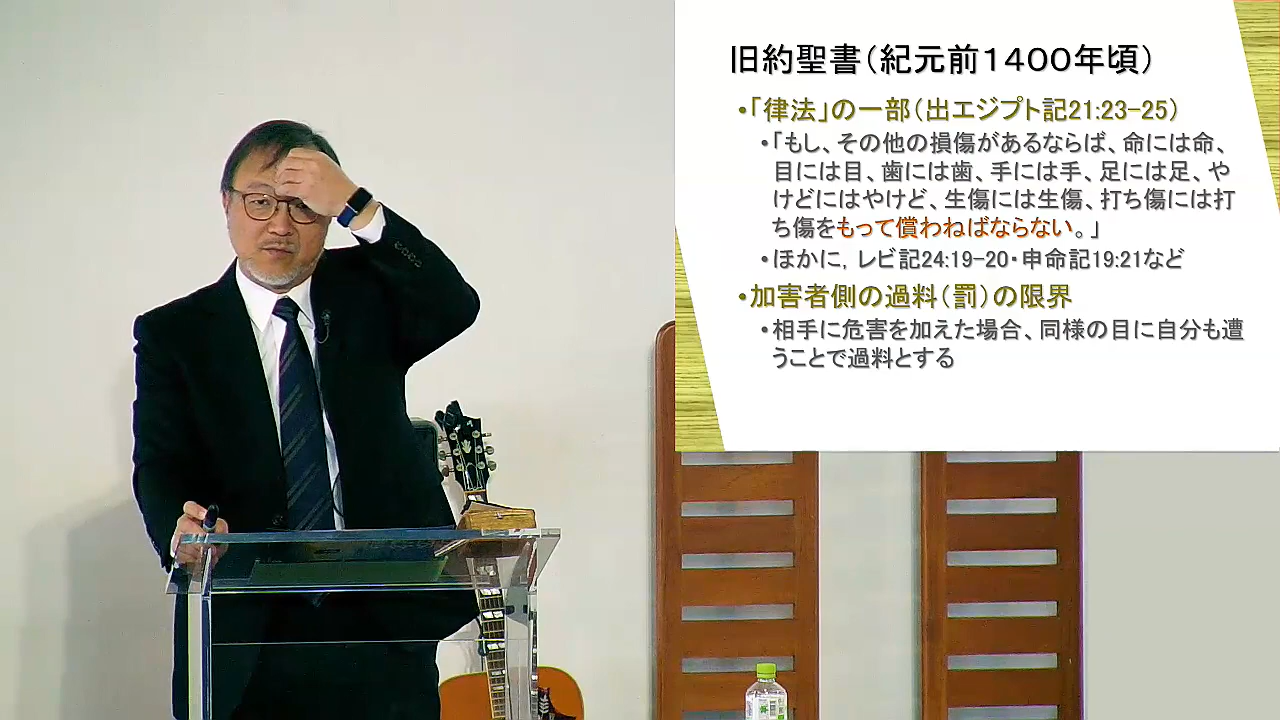 旧約聖書（紀元前１４００年頃）
•「律法」の一部（出エジプト記21:23-25）
•「もし、その他の損傷があるならば、命には命、
目には目、歯には歯、手には手、足には足、や
けどにはやけど、生傷には生傷、打ち傷には打
ち傷をもって償わねばならない。」
•ほかに，レビ記24:19-20・申命記19:21など
•加害者側の過料（罰）の限界
•相手に危害を加えた場合、同様の目に自分も遭
うことで過料とする